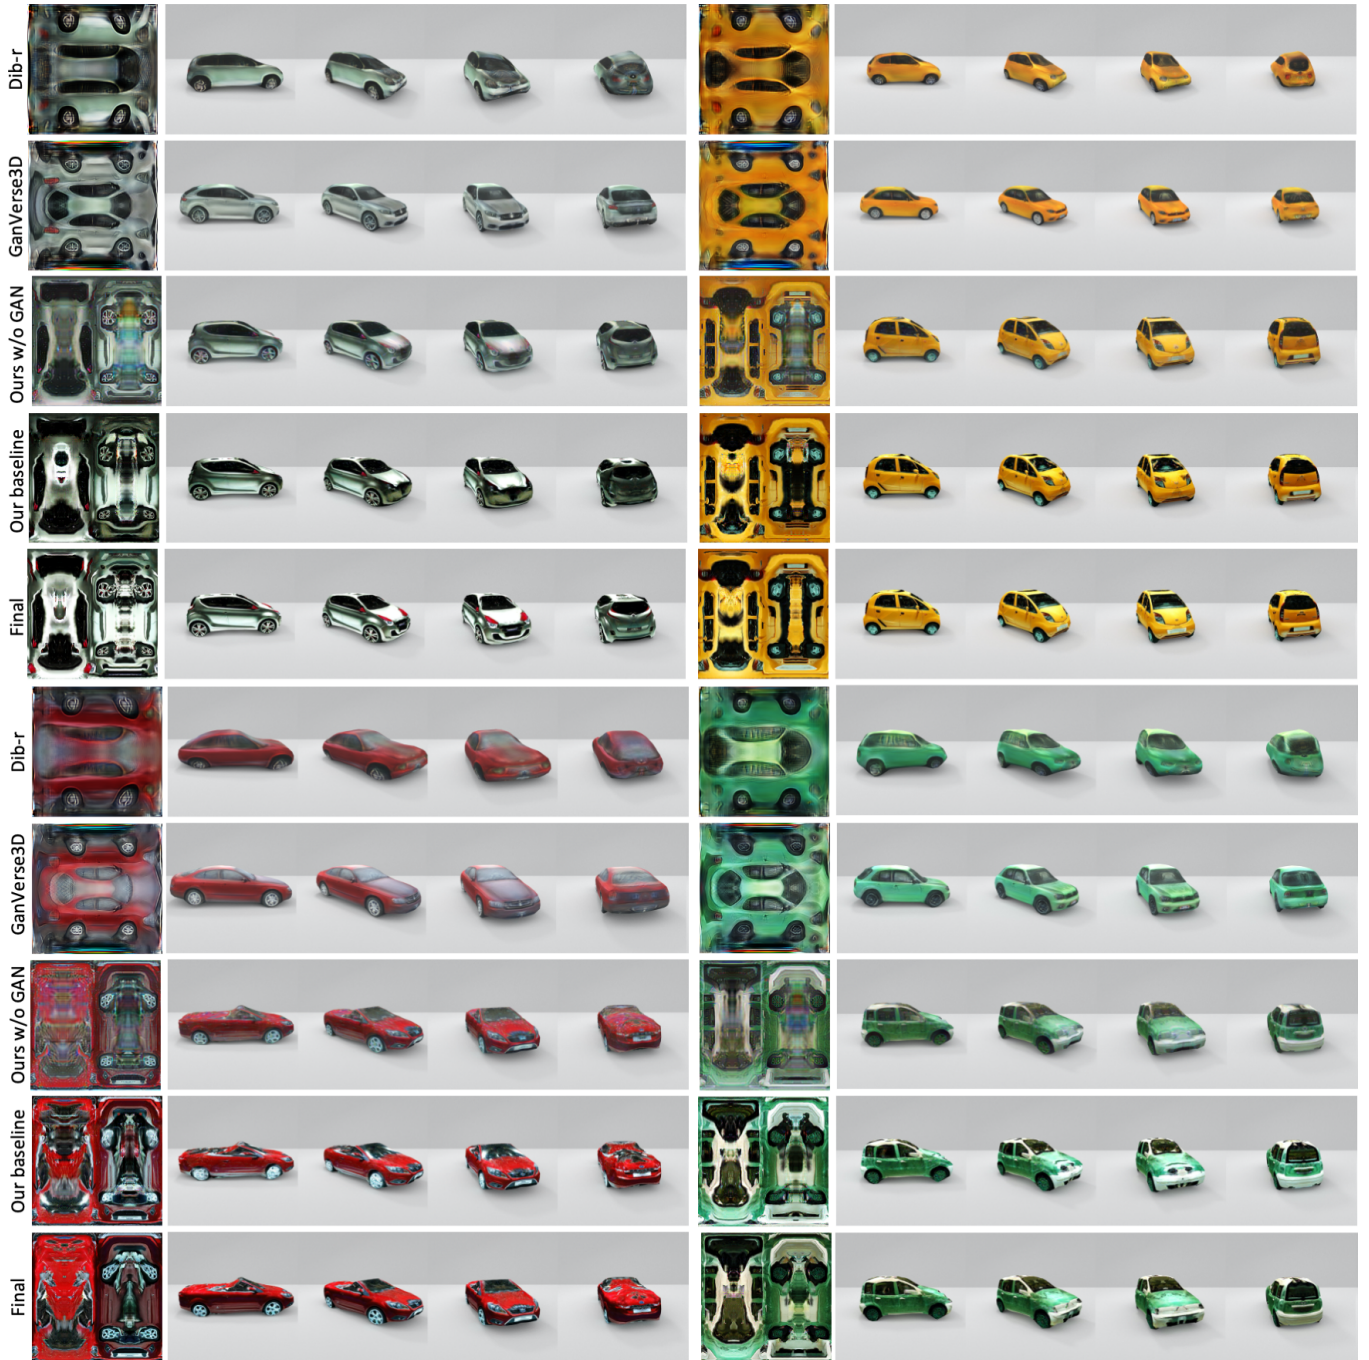 Dib-r
GanVerse3D
Ours w/o GAN
Our baseline
Final
Dib-r
GanVerse3D
Ours w/o GAN
Our baseline
Final